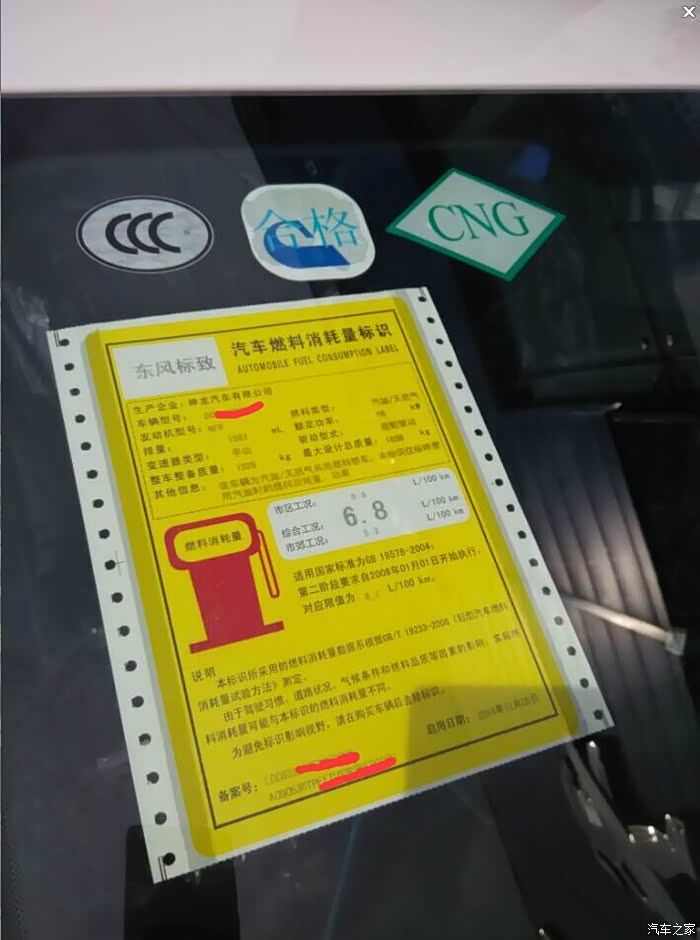 CCC
合格
CNG
东风标致
汽车燃料消耗量标识
AUTOMOBILE FUEL CONSUMPTION LABEL
生产企业：神龙汽车有限公司
车辆型号：
燃料类型：汽油/天然气
发动机型号：
额定功率： kW
排量： mL
驱动型式：
变速器类型：手动
最大设计总质量： kg
整车整备质量： kg
其他信息：
用汽油时的燃料消耗量、功率
市区工况： L/100 km
综合工况：6.8 L/100 km
市郊工况： L/100 km
燃料消耗量
适用国家标准为GB 19578-2004；
第二阶段要求自2008年01月01日开始执行，
对应限值为 L/100 km。
说明
本标识所采用的燃料消耗量数据系根据GB/T 19233-2008《轻型汽车燃料
消耗量试验方法》测定。
由于驾驶习惯、道路状况、气候条件和燃料品质等因素的影响，实际燃
料消耗量可能与本标识的燃料消耗量不同。
为避免标识影响视野，请在购买车辆后去除标识。
启用日期：
备案号：
汽车之家